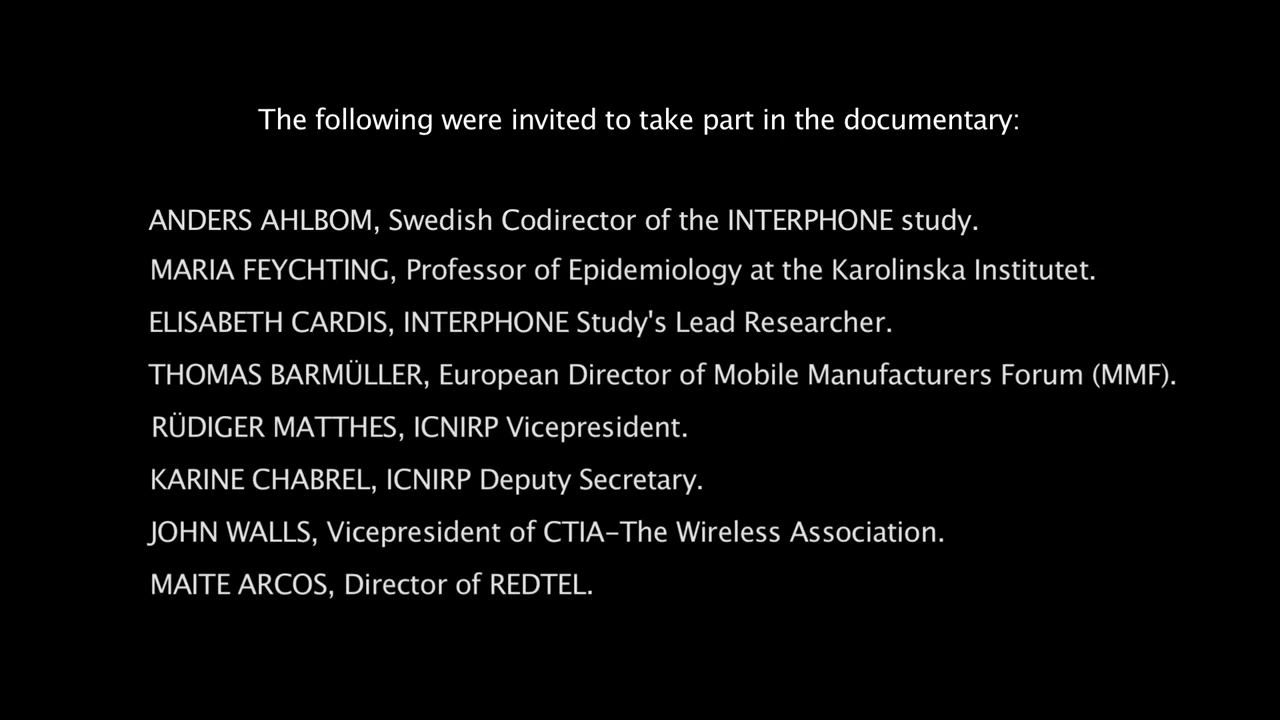 The following were invited to take part in the documentary:
ANDERS AHLBOM, Swedish Codirector of the INTERPHONE study.
MARIA FEYCHTING, Professor of Epidemiology at the Karolinska Institutet.
ELISABETH CARDIS, INTERPHONE Study's Lead Researcher.
THOMAS BARMÜLLER, European Director of Mobile Manufacturers Forum (MMF).
RÜDIGER MATTHES, ICNIRP Vicepresident.
KARINE CHABREL, ICNIRP Deputy Secretary.
JOHN WALLS, Vicepresident of CTIA–The Wireless Association.
MAITE ARCOS, Director of REDTEL.